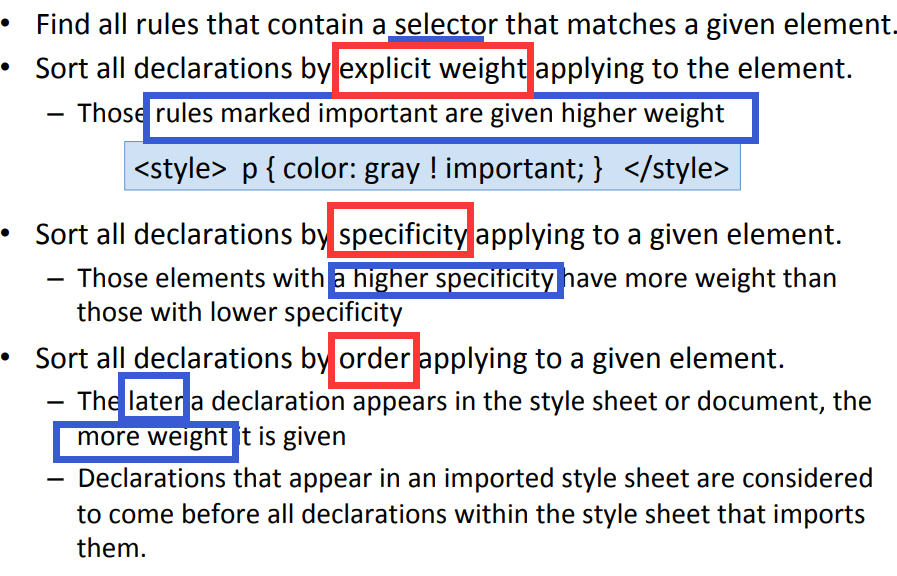 • Find all rules that contain a selector that matches a given element.
• Sort all declarations by explicit weight applying to the element.
– Those rules marked important are given higher weight
<style> p { color: gray ! important; } </style>
• Sort all declarations by specificity applying to a given element.
– Those elements with a higher specificity have more weight than
those with lower specificity
• Sort all declarations by order applying to a given element.
– The later a declaration appears in the style sheet or document, the
more weight it is given
– Declarations that appear in an imported style sheet are considered
to come before all declarations within the style sheet that imports
them.